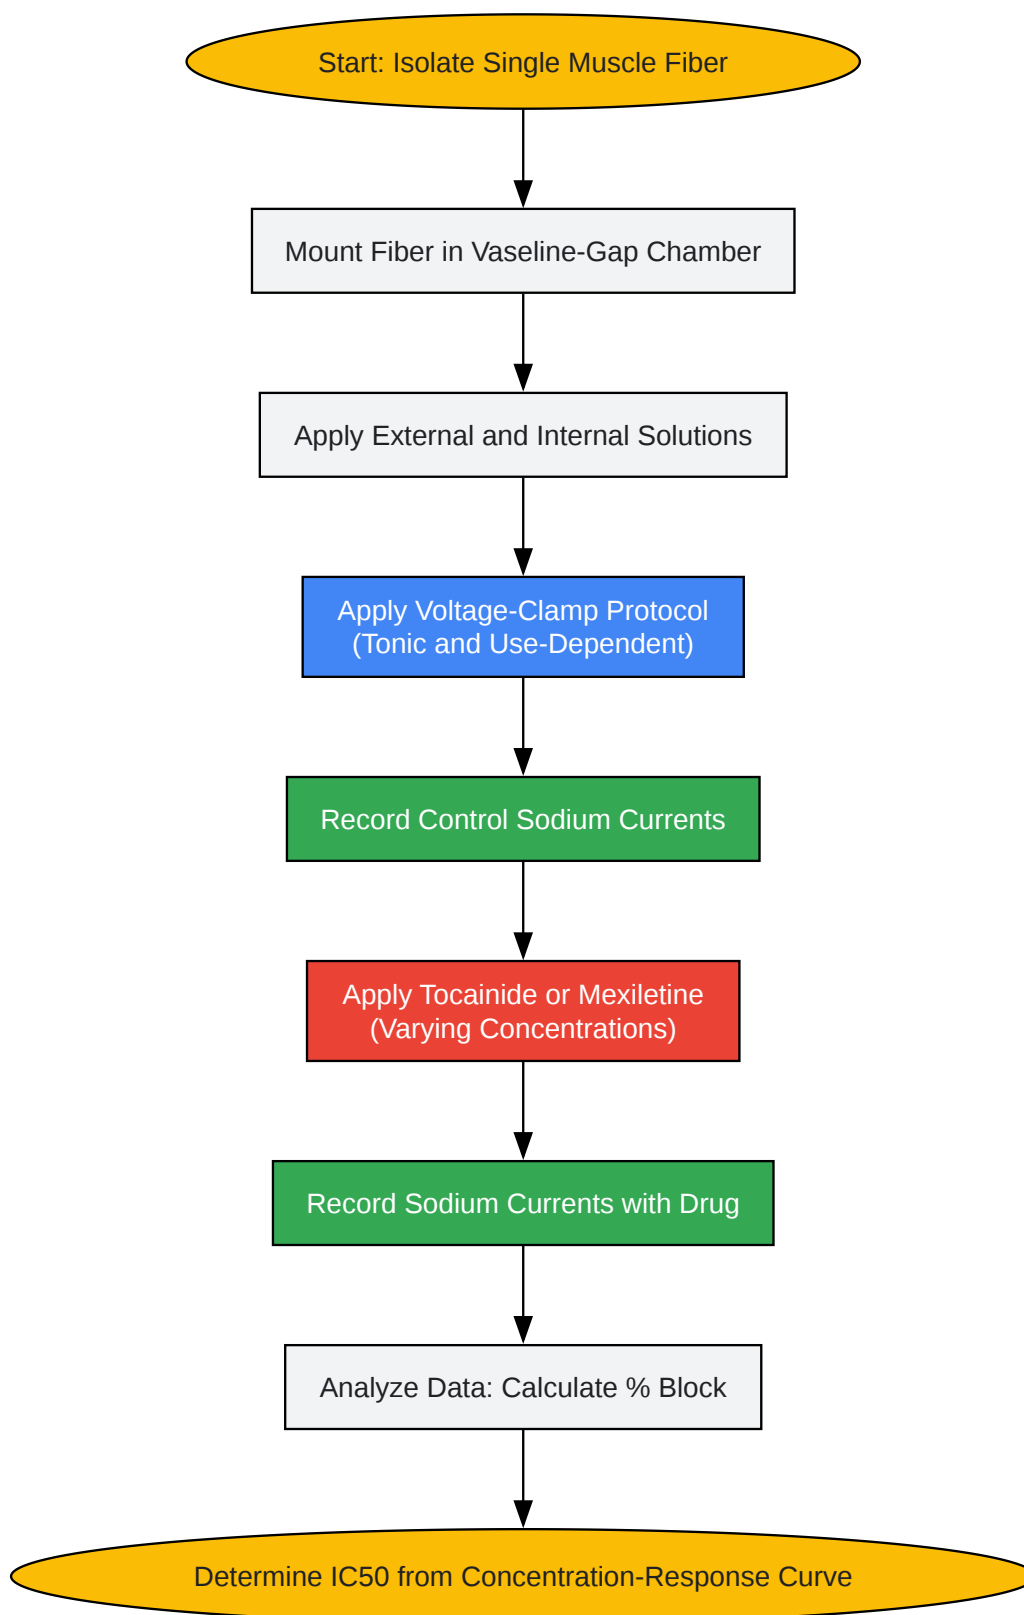 Start: Isolate Single Muscle Fiber
Mount Fiber in Vaseline-Gap Chamber
Apply External and Internal Solutions
Apply Voltage-Clamp Protocol
(Tonic and Use-Dependent)
Record Control Sodium Currents
Apply Tocainide or Mexiletine
(Varying Concentrations)
Record Sodium Currents with Drug
Analyze Data: Calculate % Block
Determine IC50 from Concentration-Response Curve